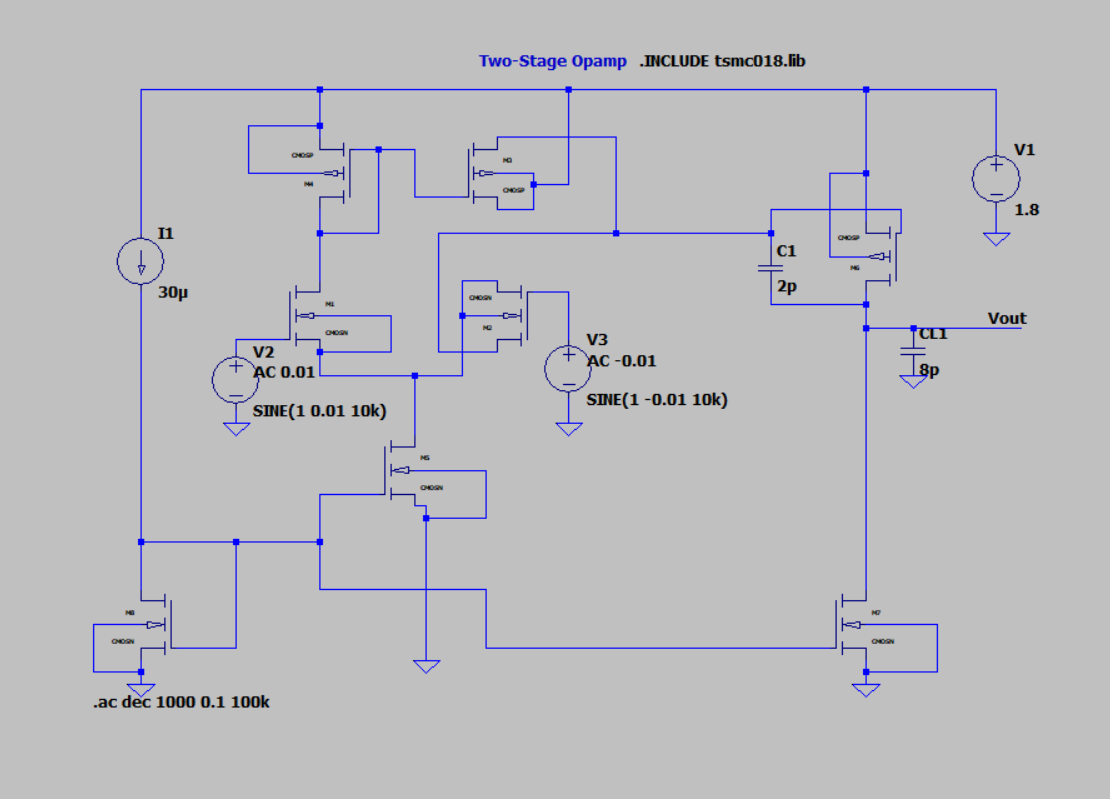 Two-Stage Opamp .INCLUDE tsmc018.lib
V1
CMOSP
M3
M4
CMOSP
1.8
I1
CMOSP
C1
M6
2p
30µ
CMOSN
M1
M2
Vout
CMOSN
CL1
V3
V2
AC -0.01
8p
AC 0.01
SINE(1 -0.01 10k)
SINE(1 0.01 10k)
M5
CMOSN
M8
M7
CMOSN
CMOSN
.ac dec 1000 0.1 100k